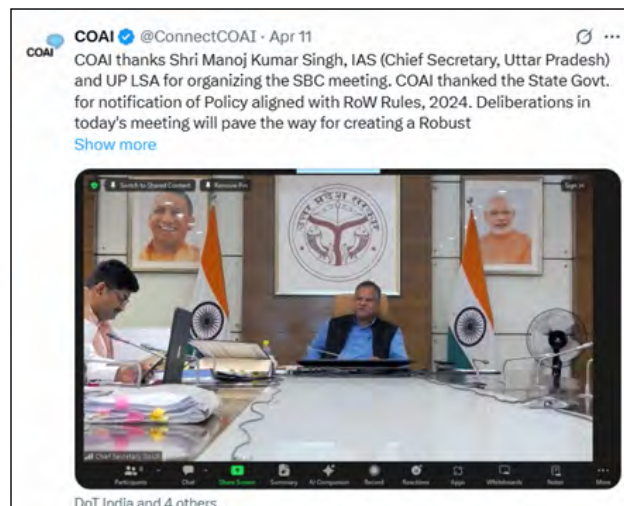 COAI @ConnectCOAI · Apr 11
COAI
COAI thanks Shri Manoj Kumar Singh, IAS (Chief Secretary, Uttar Pradesh)
and UP LSA for organizing the SBC meeting. COAI thanked the State Govt.
for notification of Policy aligned with RoW Rules, 2024. Deliberations in
today's meeting will pave the way for creating a Robust
Show more
Switch to Shared Content Remove Pin Sign in
उत्तर प्रदेश सरकार
Chief Secretary
Participants Chat Share Screen Summary AI Companion Record Reactions Apps Whiteboards Notes More
DoT India and 4 others